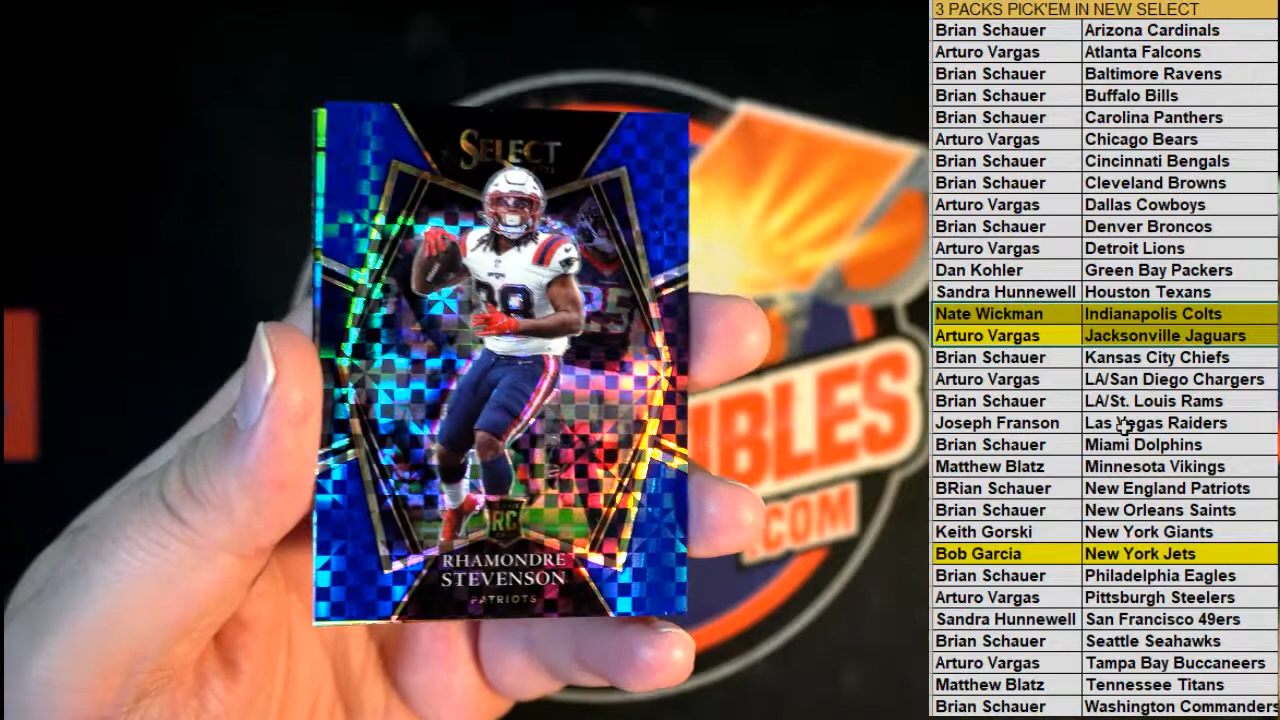 SELECT
38
25
RC
RHAMONDRE
STEVENSON
PATRIOTS
IBLES
.COM
3 PACKS PICK'EM IN NEW SELECT
Brian Schauer Arizona Cardinals
Arturo Vargas Atlanta Falcons
Brian Schauer Baltimore Ravens
Brian Schauer Buffalo Bills
Brian Schauer Carolina Panthers
Arturo Vargas Chicago Bears
Brian Schauer Cincinnati Bengals
Brian Schauer Cleveland Browns
Arturo Vargas Dallas Cowboys
Brian Schauer Denver Broncos
Arturo Vargas Detroit Lions
Dan Kohler Green Bay Packers
Sandra Hunnewell Houston Texans
Nate Wickman Indianapolis Colts
Arturo Vargas Jacksonville Jaguars
Brian Schauer Kansas City Chiefs
Arturo Vargas LA/San Diego Chargers
Brian Schauer LA/St. Louis Rams
Joseph Franson Las Vegas Raiders
Brian Schauer Miami Dolphins
Matthew Blatz Minnesota Vikings
BRian Schauer New England Patriots
Brian Schauer New Orleans Saints
Keith Gorski New York Giants
Bob Garcia New York Jets
Brian Schauer Philadelphia Eagles
Arturo Vargas Pittsburgh Steelers
Sandra Hunnewell San Francisco 49ers
Brian Schauer Seattle Seahawks
Arturo Vargas Tampa Bay Buccaneers
Matthew Blatz Tennessee Titans
Brian Schauer Washington Commanders